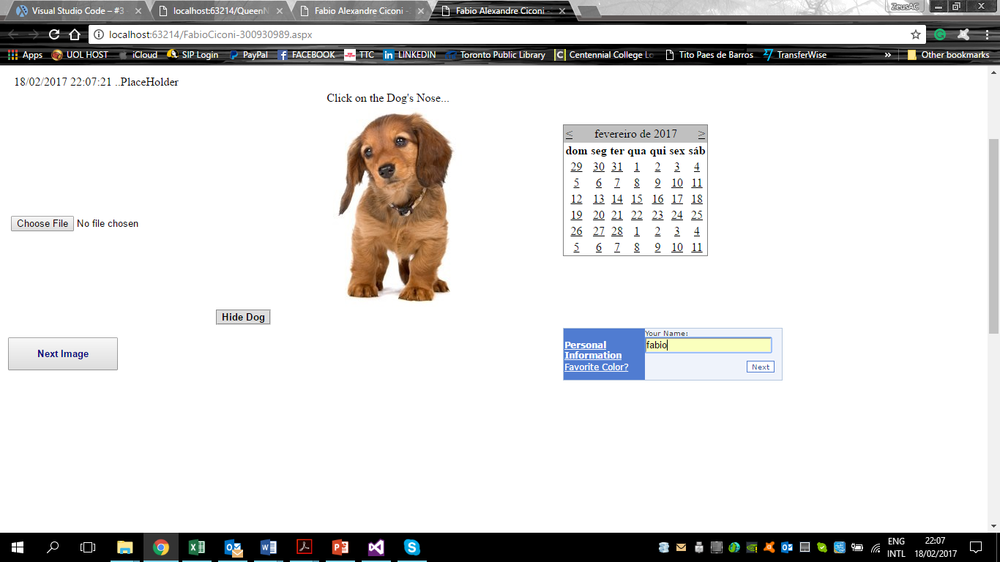 Visual Studio Code – #3
localhost:63214/QueenN
Fabio Alexandre Ciconi -
Fabio Alexandre Ciconi -
ZeusAC
localhost:63214/FabioCiconi-300930989.aspx
Apps UOL HOST iCloud SIP Login PayPal FACEBOOK TTC LINKEDIN Toronto Public Library Centennial College Lo Tito Paes de Barros TransferWise » Other bookmarks
18/02/2017 22:07:21 ..PlaceHolder
Click on the Dog's Nose...
< fevereiro de 2017 >
dom seg ter qua qui sex sáb
29 30 31 1 2 3 4
5 6 7 8 9 10 11
12 13 14 15 16 17 18
19 20 21 22 23 24 25
26 27 28 1 2 3 4
5 6 7 8 9 10 11
Choose File No file chosen
Hide Dog
Next Image
Personal
Information
Favorite Color?
Your Name:
fabio
Next
ENG
INTL
22:07
18/02/2017